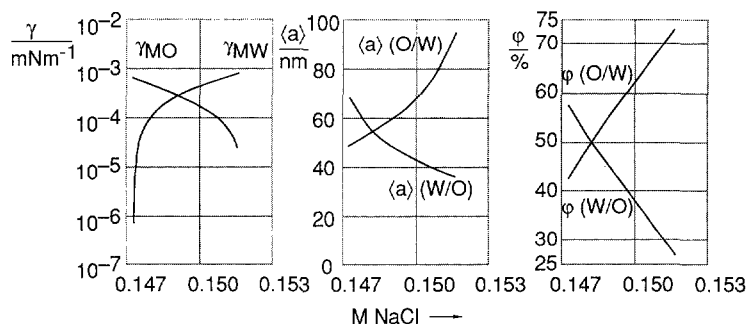 γ
mNm⁻¹
10⁻²
10⁻³
10⁻⁴
10⁻⁵
10⁻⁶
10⁻⁷
γMO
γMW
0.147
0.150
0.153
⟨a⟩
nm
100
80
60
40
20
0
⟨a⟩ (O/W)
⟨a⟩ (W/O)
0.147
0.150
0.153
φ
%
75
70
60
50
40
30
25
φ (O/W)
φ (W/O)
0.147
0.150
0.153
M NaCl →